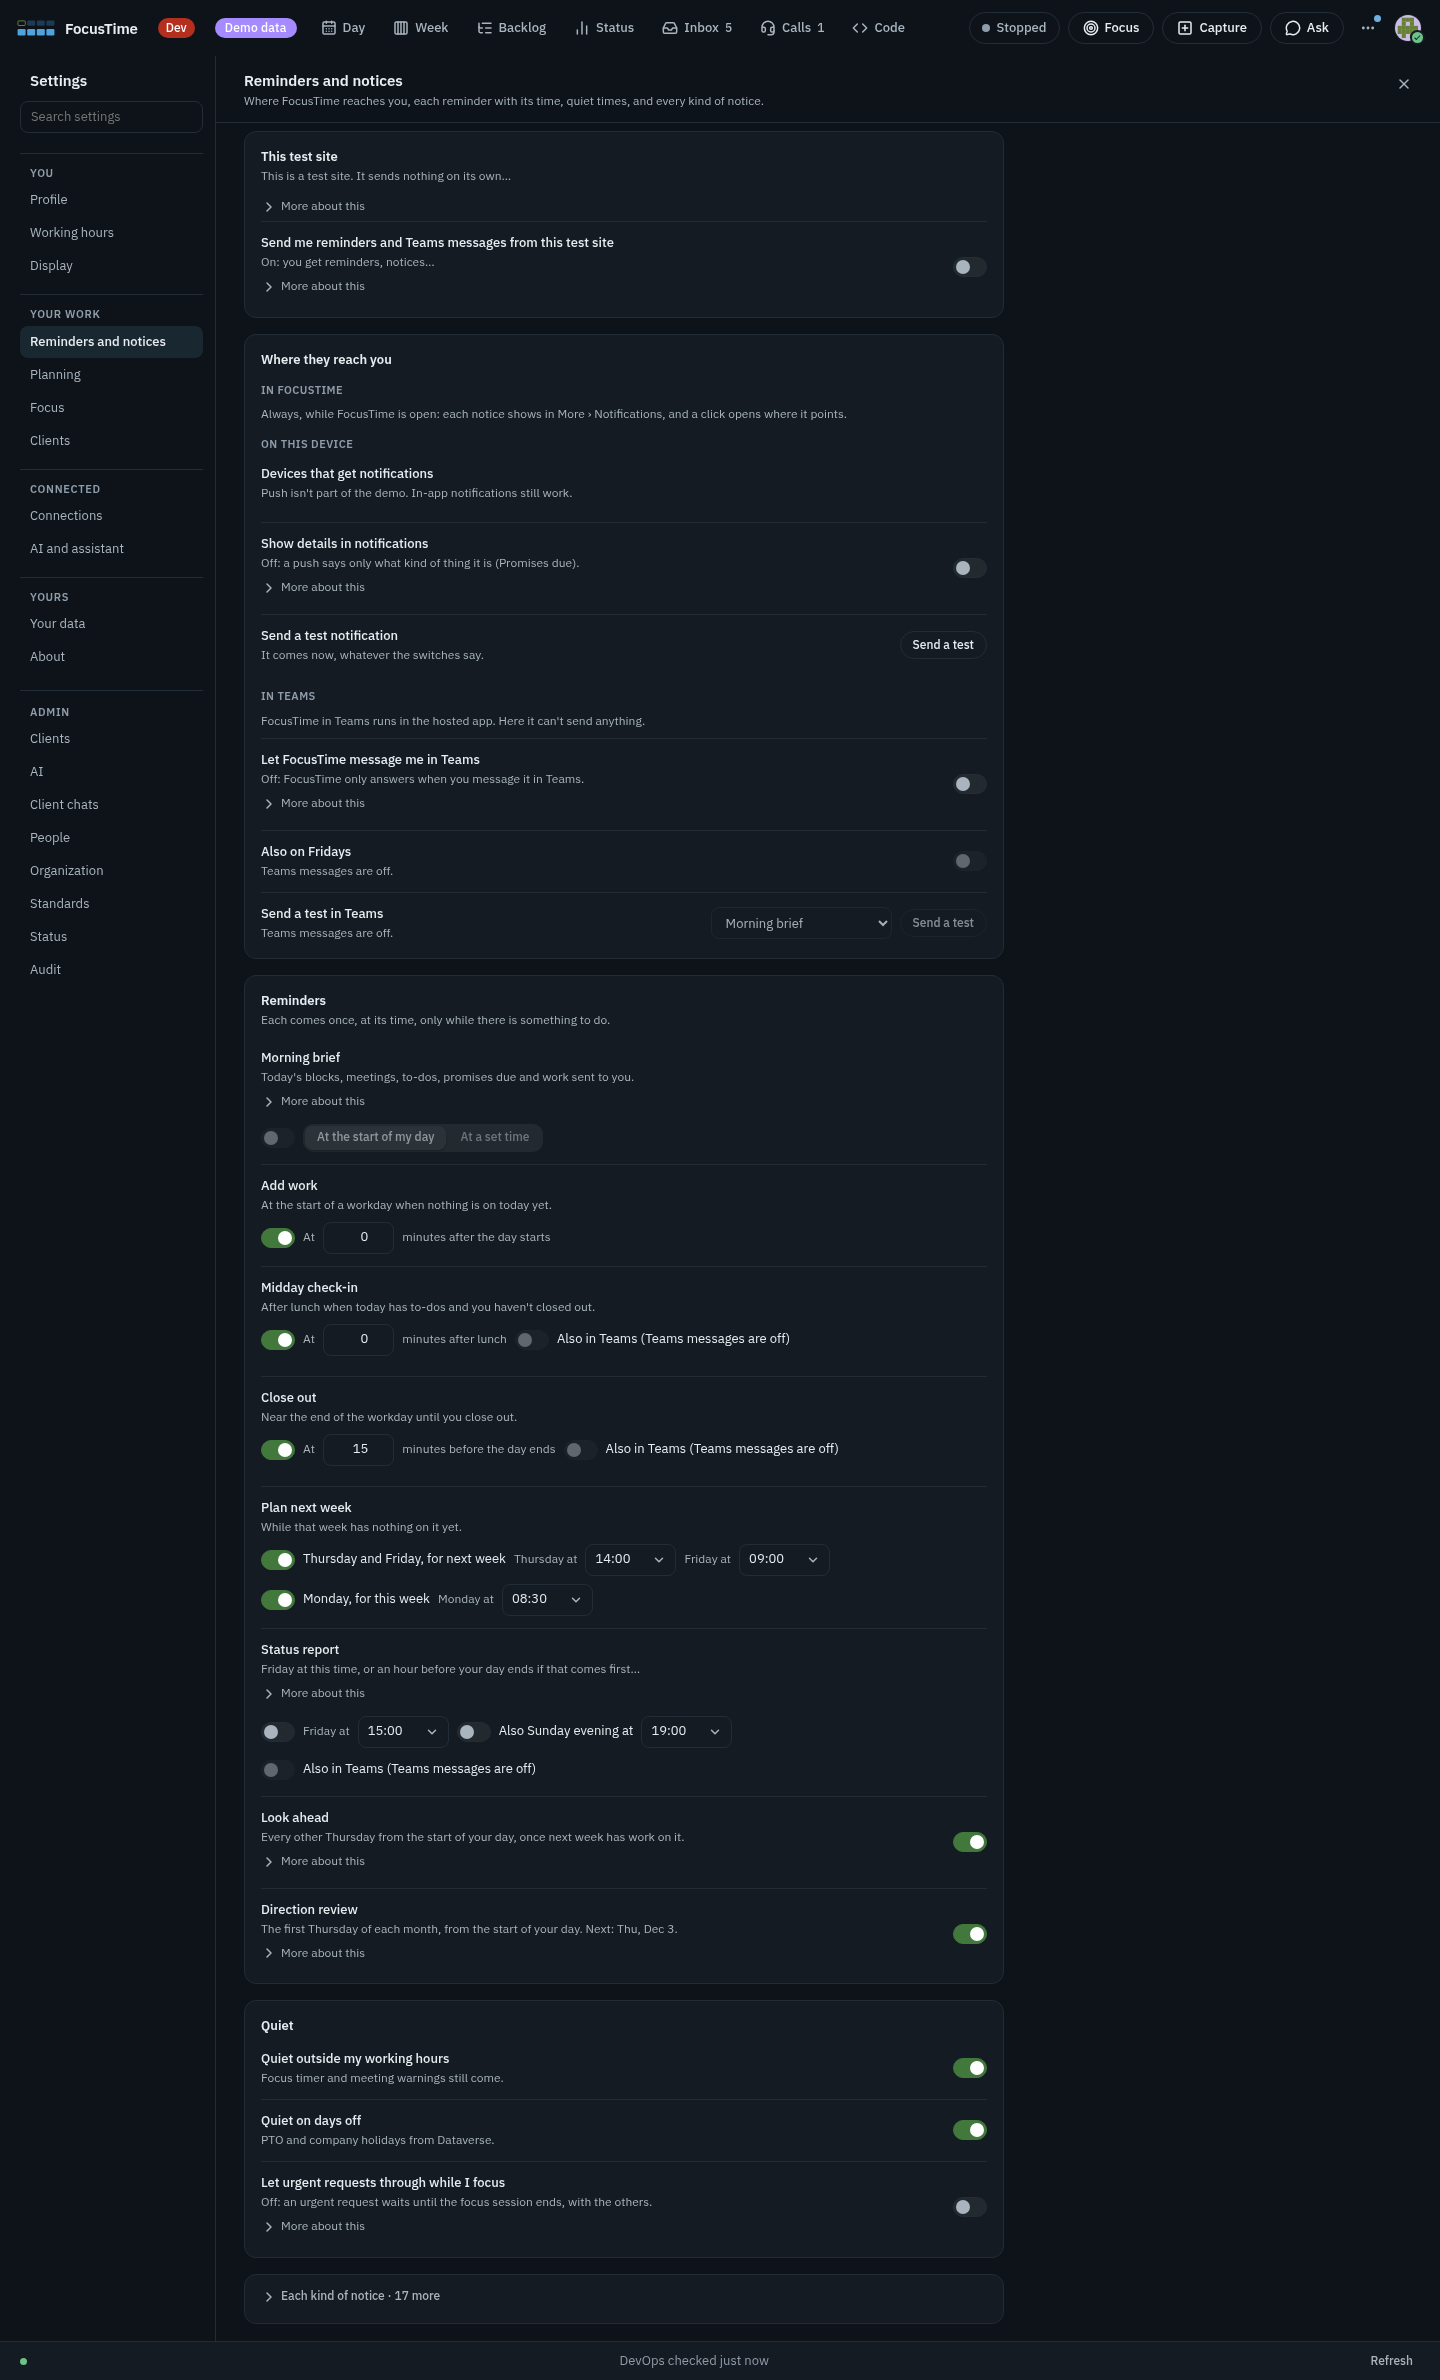 FocusTime
Dev
Demo data
Day
Week
Backlog
Status
Inbox 5
Calls 1
Code
Stopped
Focus
Capture
Ask
Settings
Search settings
YOU
Profile
Working hours
Display
YOUR WORK
Reminders and notices
Planning
Focus
Clients
CONNECTED
Connections
AI and assistant
YOURS
Your data
About
ADMIN
Clients
AI
Client chats
People
Organization
Standards
Status
Audit
Reminders and notices
Where FocusTime reaches you, each reminder with its time, quiet times, and every kind of notice.
This test site
This is a test site. It sends nothing on its own...
More about this
Send me reminders and Teams messages from this test site
On: you get reminders, notices...
More about this
Where they reach you
IN FOCUSTIME
Always, while FocusTime is open: each notice shows in More › Notifications, and a click opens where it points.
ON THIS DEVICE
Devices that get notifications
Push isn't part of the demo. In-app notifications still work.
Show details in notifications
Off: a push says only what kind of thing it is (Promises due).
More about this
Send a test notification
It comes now, whatever the switches say.
Send a test
IN TEAMS
FocusTime in Teams runs in the hosted app. Here it can't send anything.
Let FocusTime message me in Teams
Off: FocusTime only answers when you message it in Teams.
More about this
Also on Fridays
Teams messages are off.
Send a test in Teams
Teams messages are off.
Morning brief
Send a test
Reminders
Each comes once, at its time, only while there is something to do.
Morning brief
Today's blocks, meetings, to-dos, promises due and work sent to you.
More about this
At the start of my day
At a set time
Add work
At the start of a workday when nothing is on today yet.
At 0 minutes after the day starts
Midday check-in
After lunch when today has to-dos and you haven't closed out.
At 0 minutes after lunch Also in Teams (Teams messages are off)
Close out
Near the end of the workday until you close out.
At 15 minutes before the day ends Also in Teams (Teams messages are off)
Plan next week
While that week has nothing on it yet.
Thursday and Friday, for next week Thursday at 14:00 Friday at 09:00
Monday, for this week Monday at 08:30
Status report
Friday at this time, or an hour before your day ends if that comes first...
More about this
Friday at 15:00 Also Sunday evening at 19:00
Also in Teams (Teams messages are off)
Look ahead
Every other Thursday from the start of your day, once next week has work on it.
More about this
Direction review
The first Thursday of each month, from the start of your day. Next: Thu, Dec 3.
More about this
Quiet
Quiet outside my working hours
Focus timer and meeting warnings still come.
Quiet on days off
PTO and company holidays from Dataverse.
Let urgent requests through while I focus
Off: an urgent request waits until the focus session ends, with the others.
More about this
Each kind of notice · 17 more
DevOps checked just now
Refresh